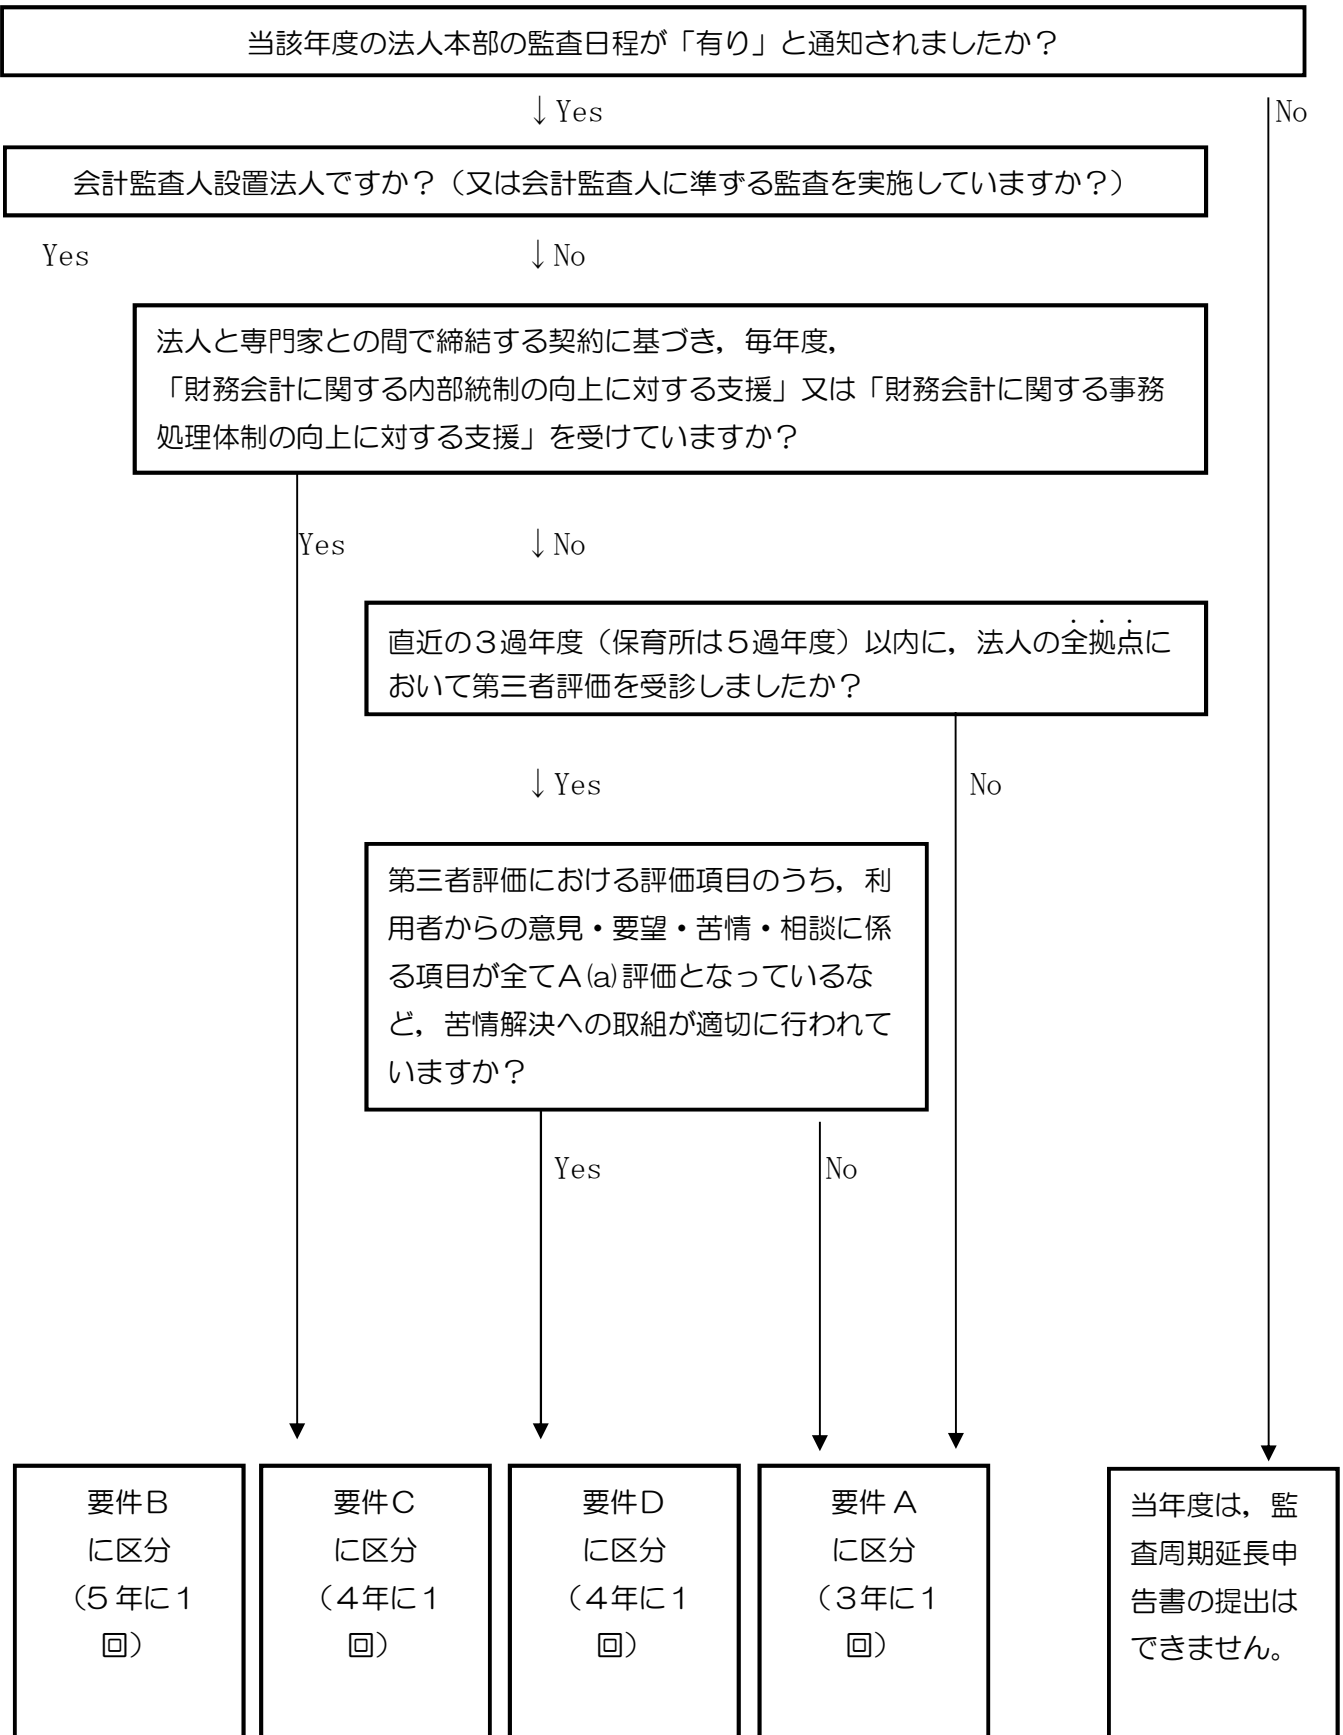 当該年度の法人本部の監査日程が「有り」と通知されましたか？
↓Yes
No
会計監査人設置法人ですか？（又は会計監査人に準ずる監査を実施していますか？）
Yes
↓No
法人と専門家との間で締結する契約に基づき，毎年度，
「財務会計に関する内部統制の向上に対する支援」又は「財務会計に関する事務
処理体制の向上に対する支援」を受けていますか？
Yes
↓No
直近の３過年度（保育所は５過年度）以内に，法人の全拠点に
おいて第三者評価を受診しましたか？
↓Yes
No
第三者評価における評価項目のうち，利
用者からの意見・要望・苦情・相談に係
る項目が全てＡ(a)評価となっているな
ど，苦情解決への取組が適切に行われて
いますか？
Yes
No
要件Ｂ
に区分
（５年に１
回）
要件Ｃ
に区分
（４年に１
回）
要件Ｄ
に区分
（４年に１
回）
要件 A
に区分
（３年に１
回）
当年度は，監
査周期延長申
告書の提出は
できません。